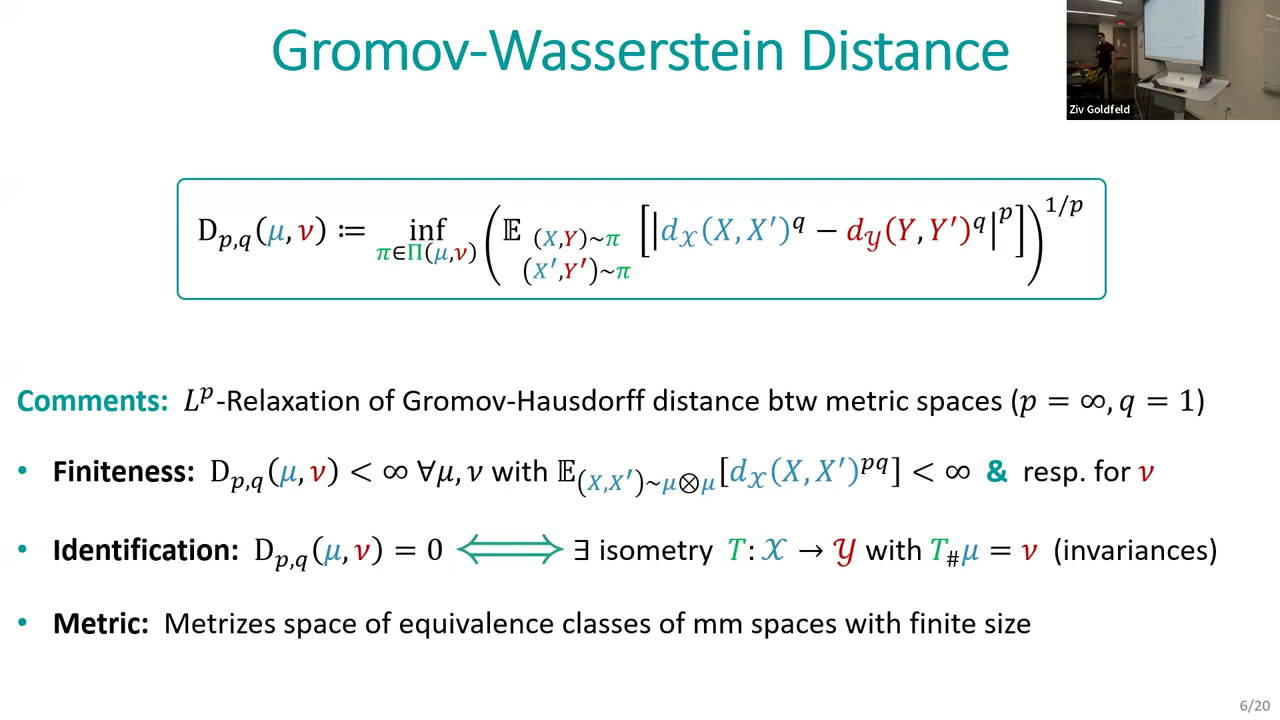 Gromov-Wasserstein Distance
Ziv Goldfeld
D_{p,q}(μ, ν) ≔ inf_{π∈Π(μ,ν)} (𝔼_{(X,Y)~π, (X′,Y′)~π} [|d_𝒳(X, X′)^q − d_𝒴(Y, Y′)^q|^p])^{1/p}
Comments: L^p-Relaxation of Gromov-Hausdorff distance btw metric spaces (p = ∞, q = 1)
• Finiteness: D_{p,q}(μ, ν) < ∞ ∀μ, ν with 𝔼_{(X,X′)~μ⊗μ}[d_𝒳(X, X′)^{pq}] < ∞ & resp. for ν
• Identification: D_{p,q}(μ, ν) = 0 ⟺ ∃ isometry T: 𝒳 → 𝒴 with T_#μ = ν (invariances)
• Metric: Metrizes space of equivalence classes of mm spaces with finite size
6/20